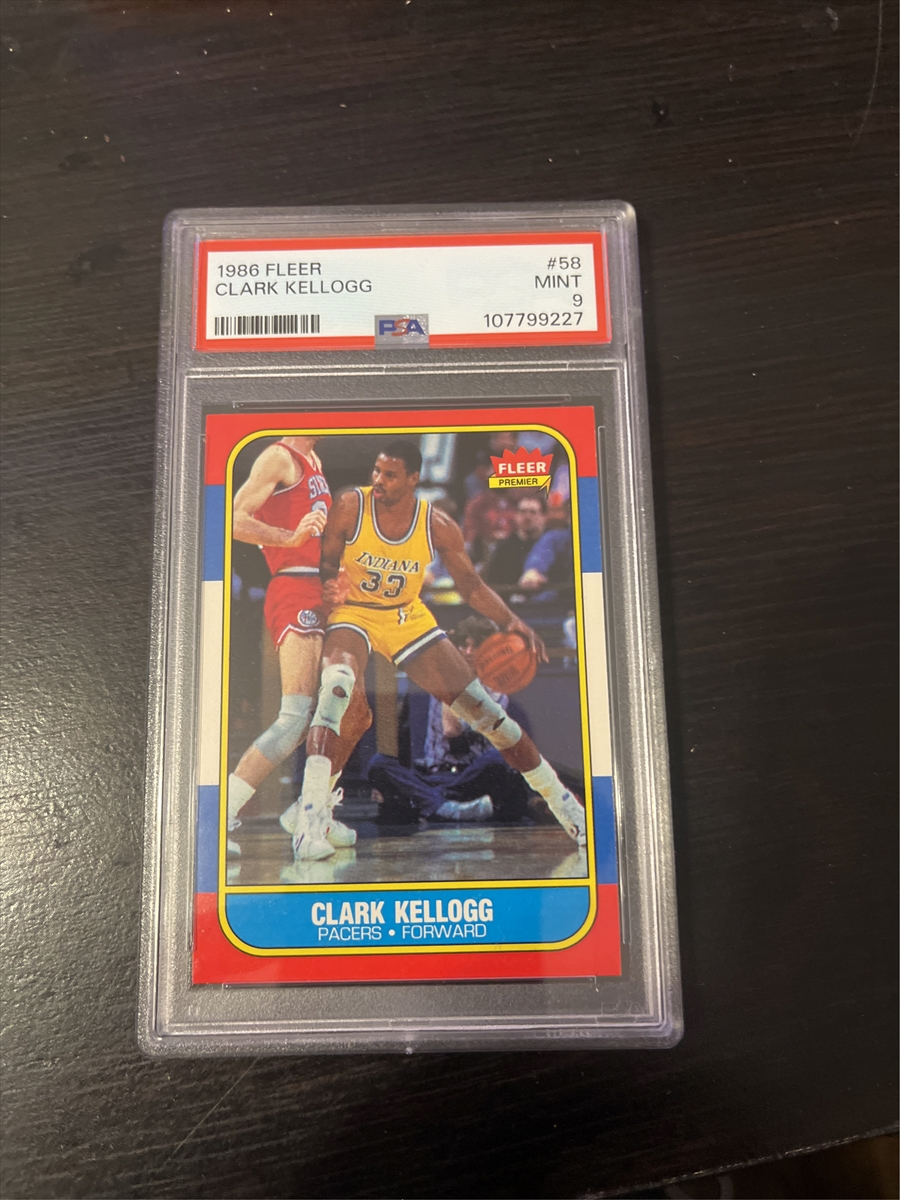 1986 FLEER #58
CLARK KELLOGG MINT
9
PSA 107799227
FLEER
PREMIER
INDIANA
33
CLARK KELLOGG
PACERS • FORWARD